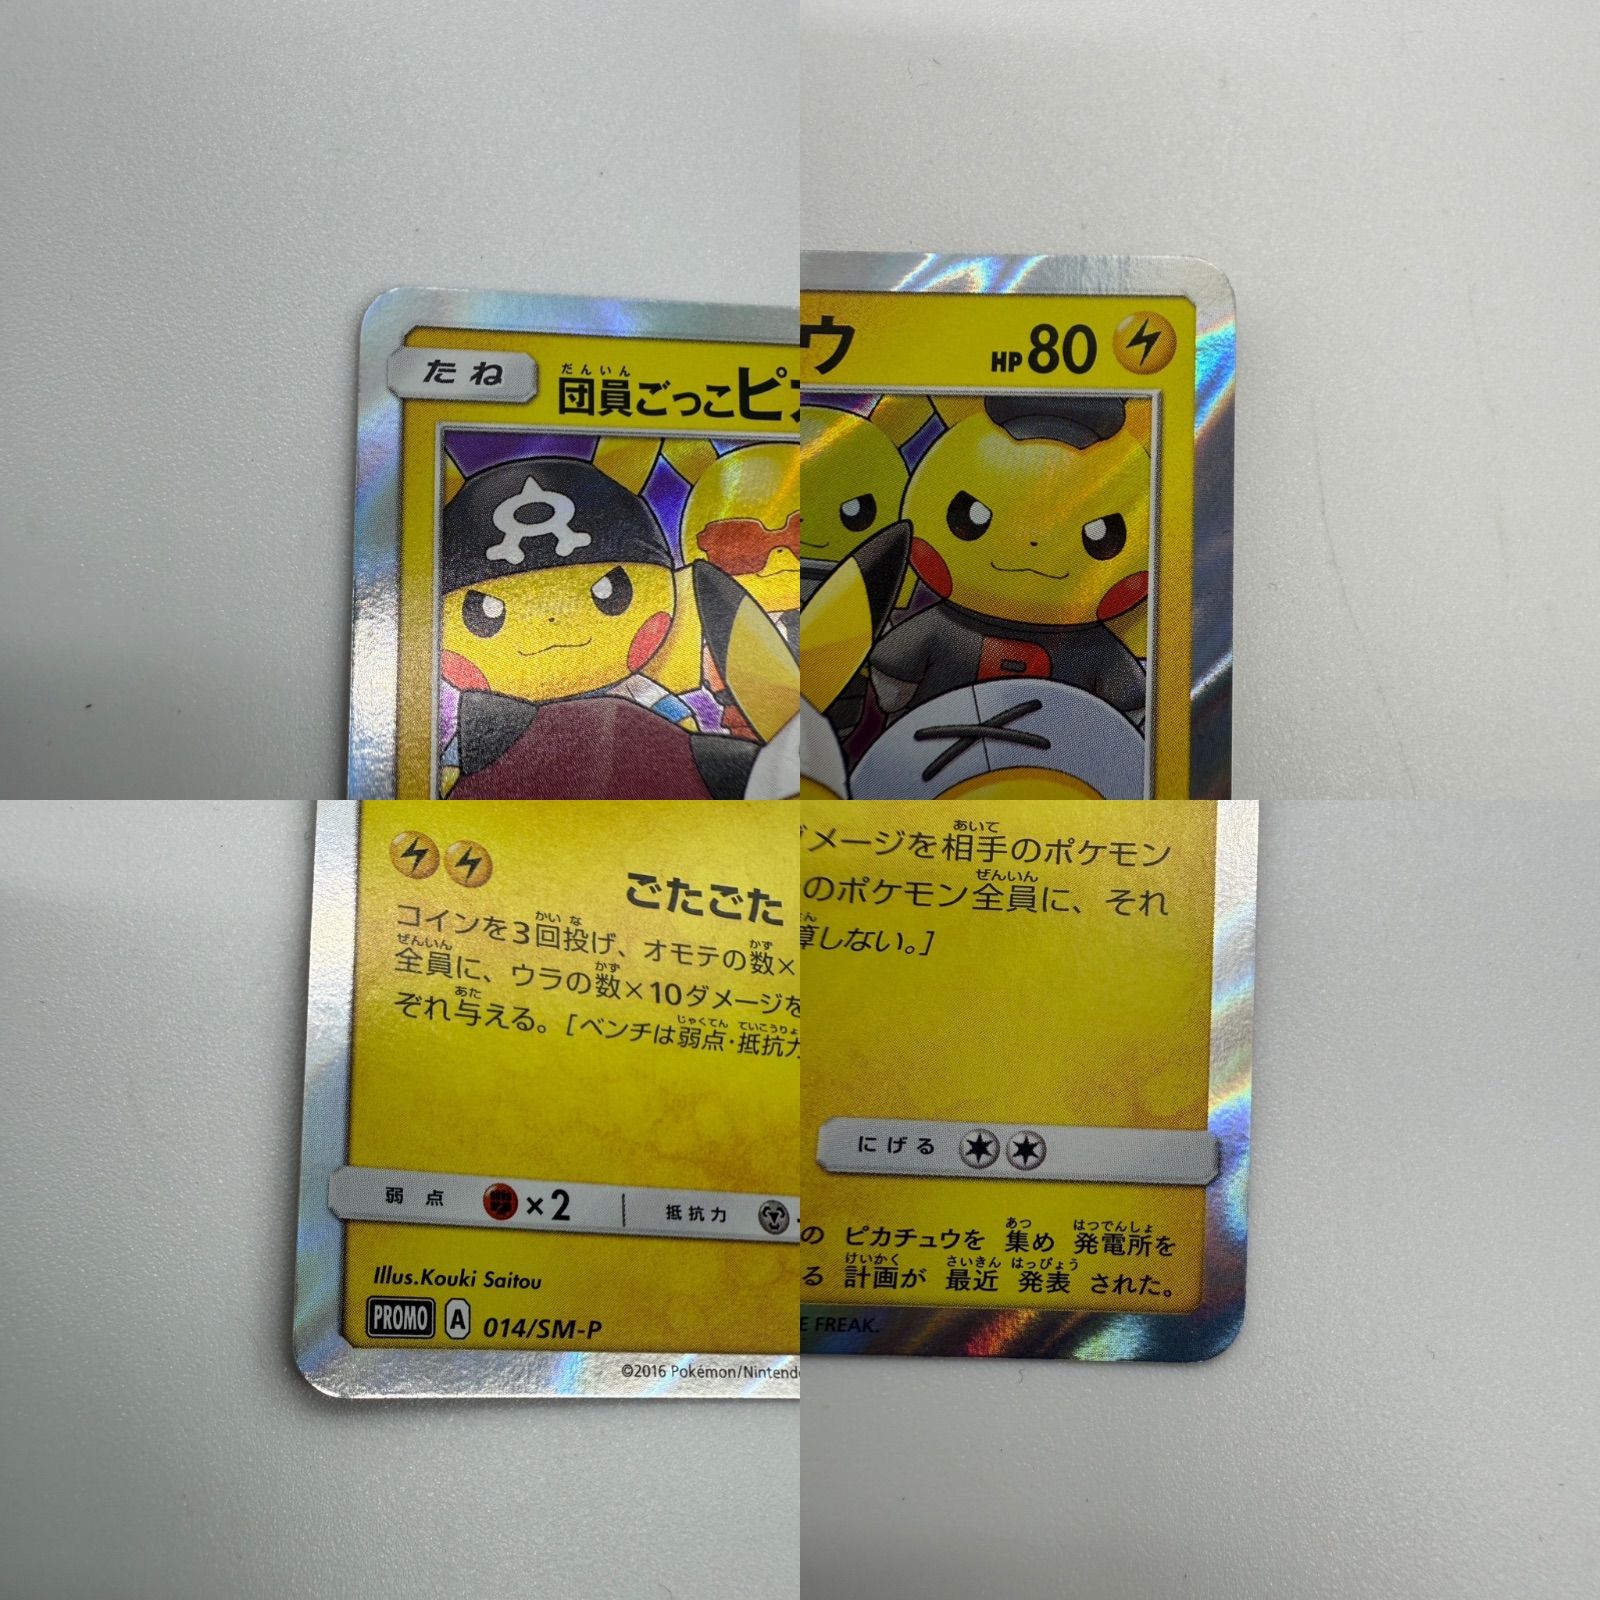 たね
だんいん
団員ごっこピカ
ウ
HP 80
ごたごた
かい な かず
コインを3回投げ、オモテの数×
ぜんいん かず
全員に、ウラの数×10ダメージを
あた じゃくてん ていこうりょ
ぞれ与える。[ベンチは弱点・抵抗力
あいて
ダメージを相手のポケモン
ぜんいん
のポケモン全員に、それ
ん
算しない。]
弱点 ×2 抵抗力
にげる
Illus.Kouki Saitou
PROMO A 014/SM-P
©2016 Pokémon/Nintendo
あつ はつでんしょ
の ピカチュウを 集め 発電所を
けいかく さいきん はっぴょう
る 計画が 最近 発表 された。
E FREAK.